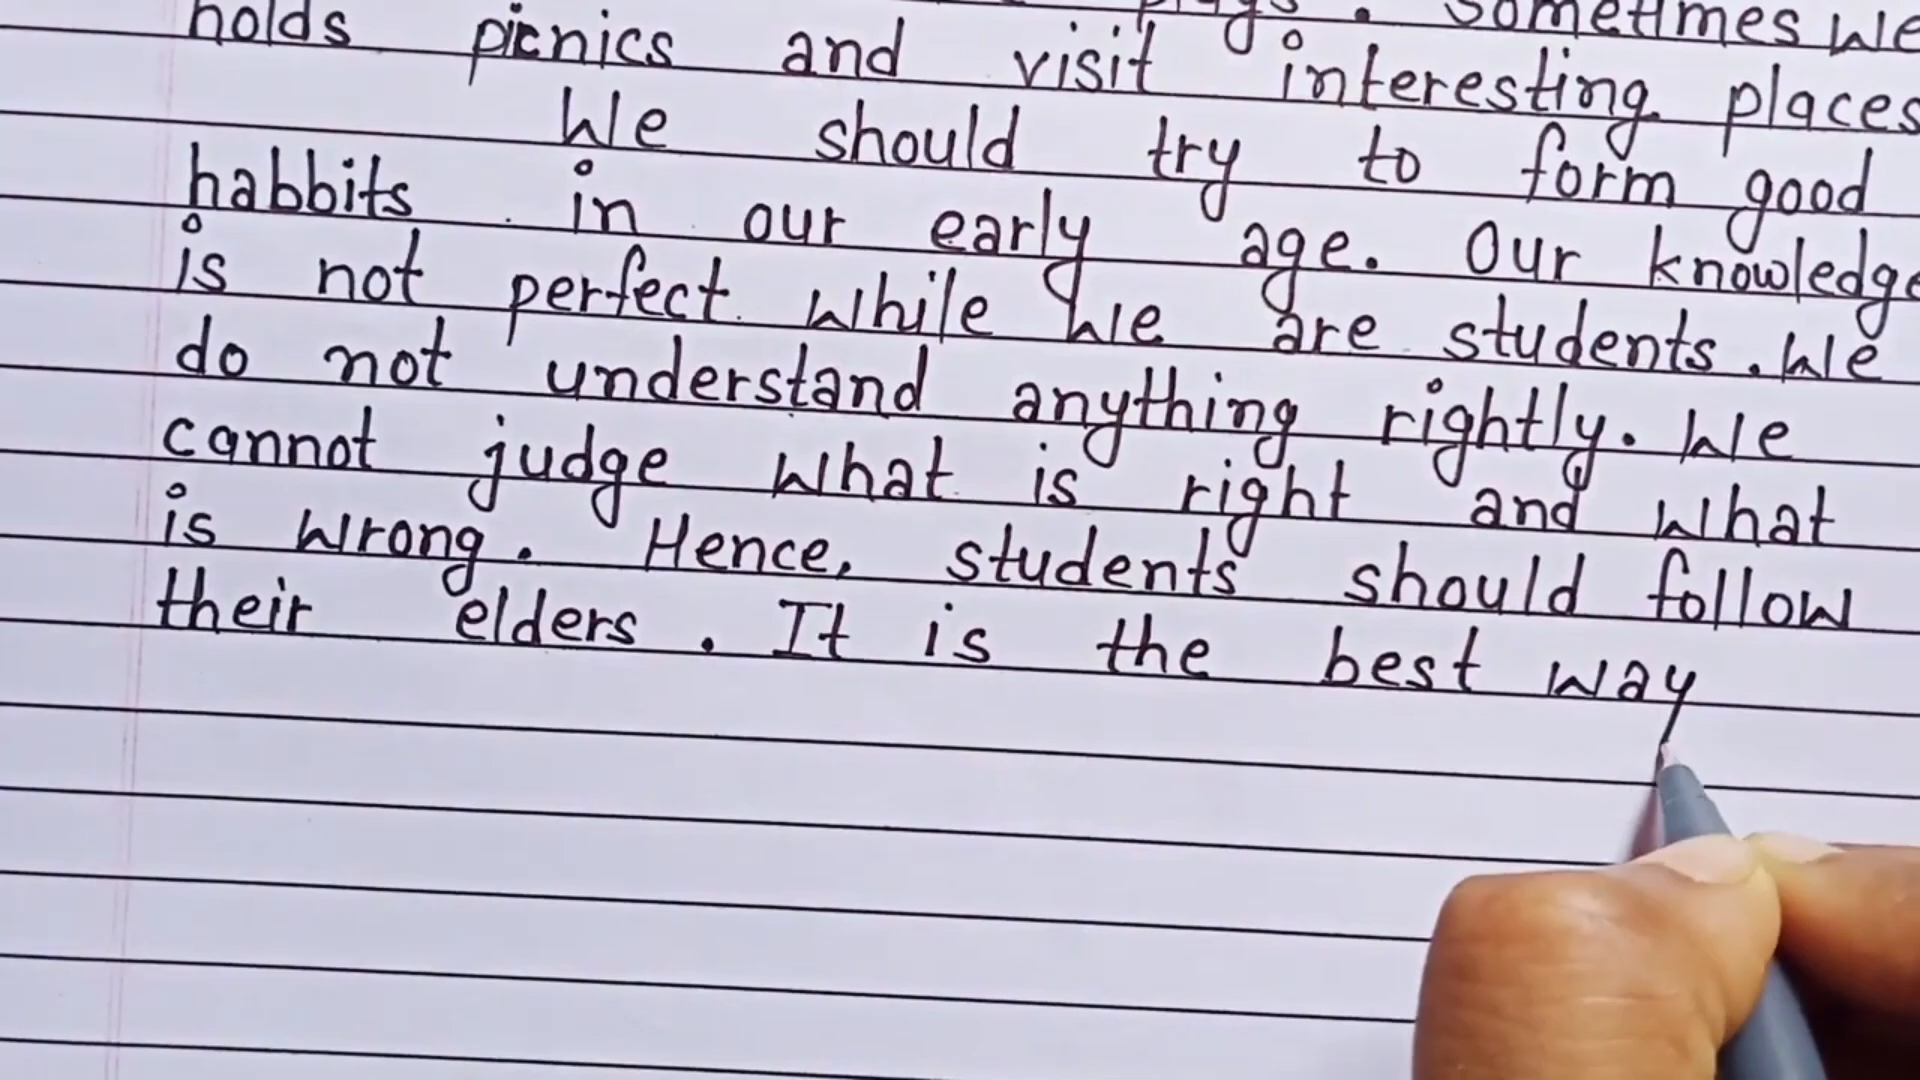 Sometimes We
holds picnics and visit interesting places
We should try to form good
habbits in our early age. Our knowledge
is not perfect while we are students. We
do not understand anything rightly. We
cannot judge what is right and what
is wrong. Hence, students should follow
their elders. It is the best way